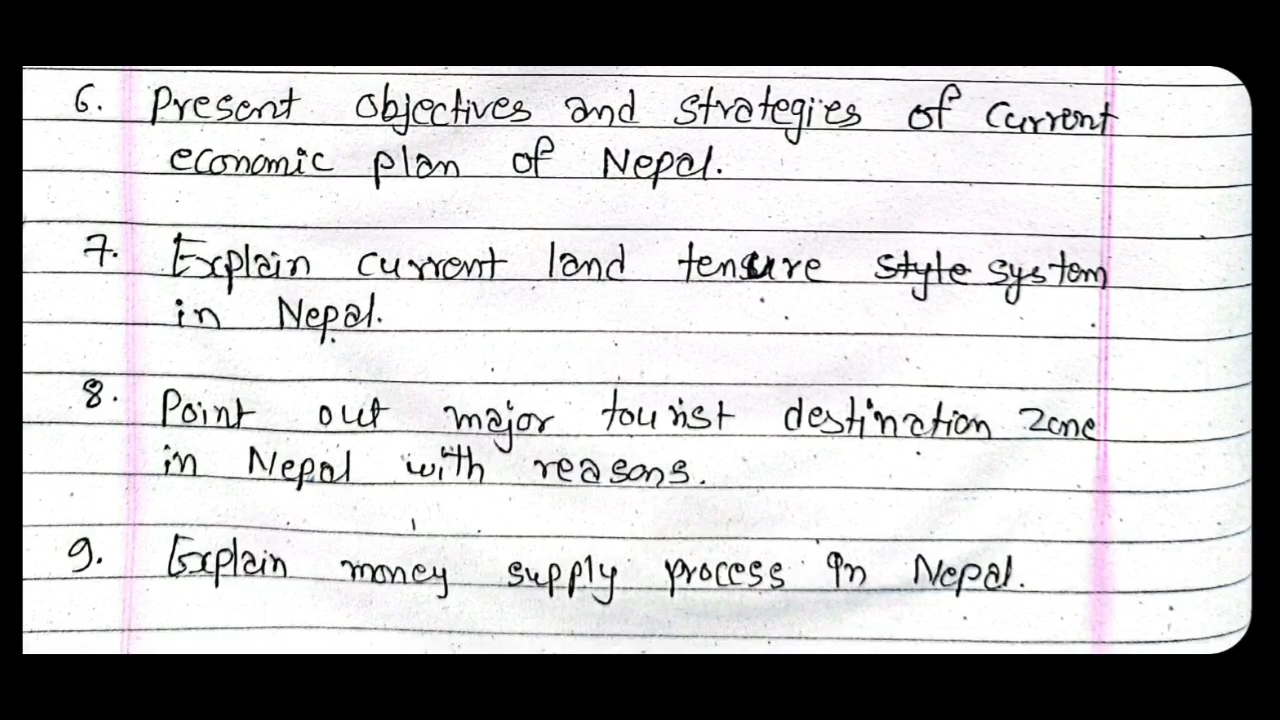 6. Present objectives and strategies of current
economic plan of Nepal.
7. Explain current land tenure style system
in Nepal.
8. Point out major tourist destination zone
in Nepal with reasons.
9. Explain money supply process in Nepal.